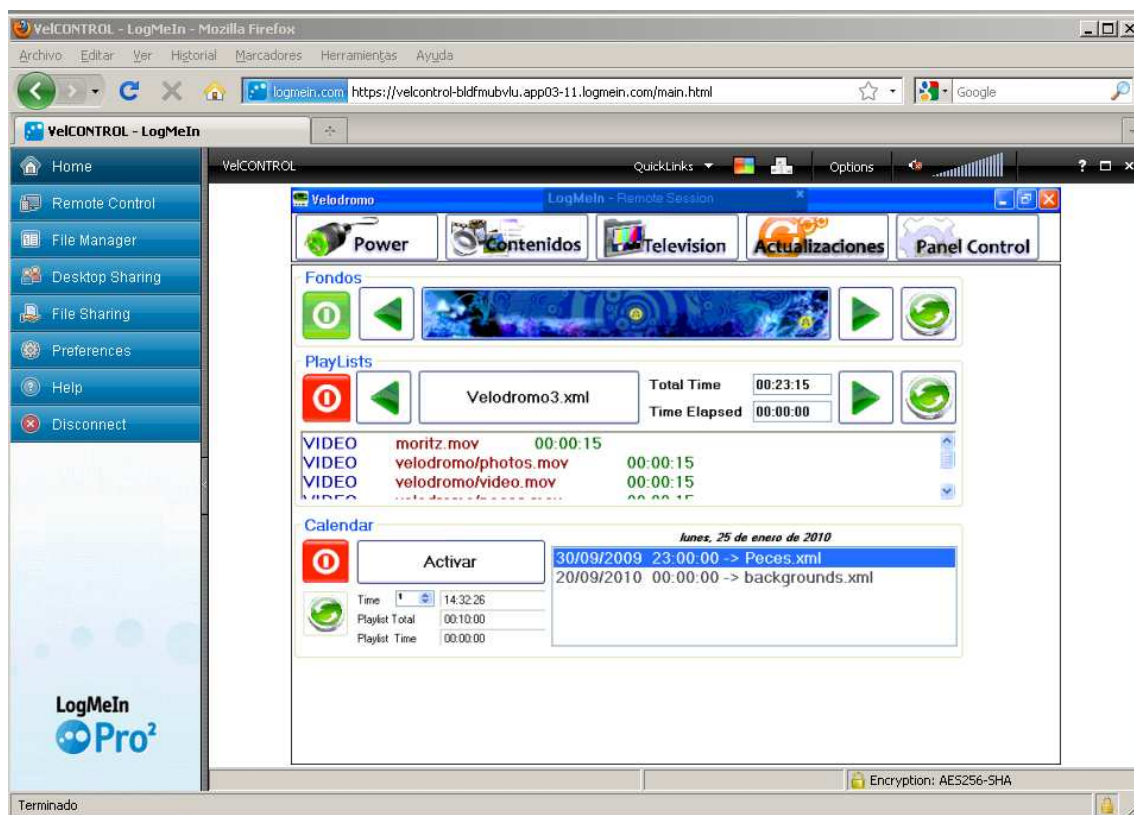 VelCONTROL - LogMeIn - Mozilla Firefox
Archivo Editar Ver Historial Marcadores Herramientas Ayuda
logmein.com https://velcontrol-bldfmubvlu.app03-11.logmein.com/main.html Google
VelCONTROL - LogMeIn
Home
Remote Control
File Manager
Desktop Sharing
File Sharing
Preferences
Help
Disconnect
LogMeIn
Pro²
VelCONTROL QuickLinks Options ?
Velodromo LogMeIn - Remote Session x
Power Contenidos Television Actualizaciones Panel Control
Fondos
PlayLists
Velodromo3.xml
Total Time 00:23:15
Time Elapsed 00:00:00
VIDEO moritz.mov 00:00:15
VIDEO velodromo/photos.mov 00:00:15
VIDEO velodromo/video.mov 00:00:15
VIDEO 00:00:15
Calendar
lunes, 25 de enero de 2010
Activar
30/09/2009 23:00:00 -> Peces.xml
20/09/2010 00:00:00 -> backgrounds.xml
Time 1 14:32:26
Playlist Total 00:10:00
Playlist Time 00:00:00
Encryption: AES256-SHA
Terminado